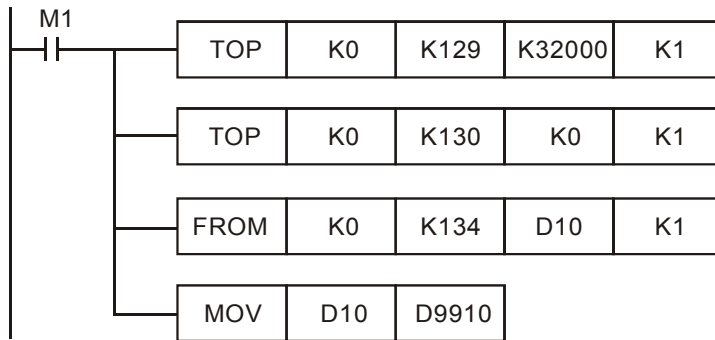 M1
TOP K0 K129 K32000 K1
TOP K0 K130 K0 K1
FROM K0 K134 D10 K1
MOV D10 D9910